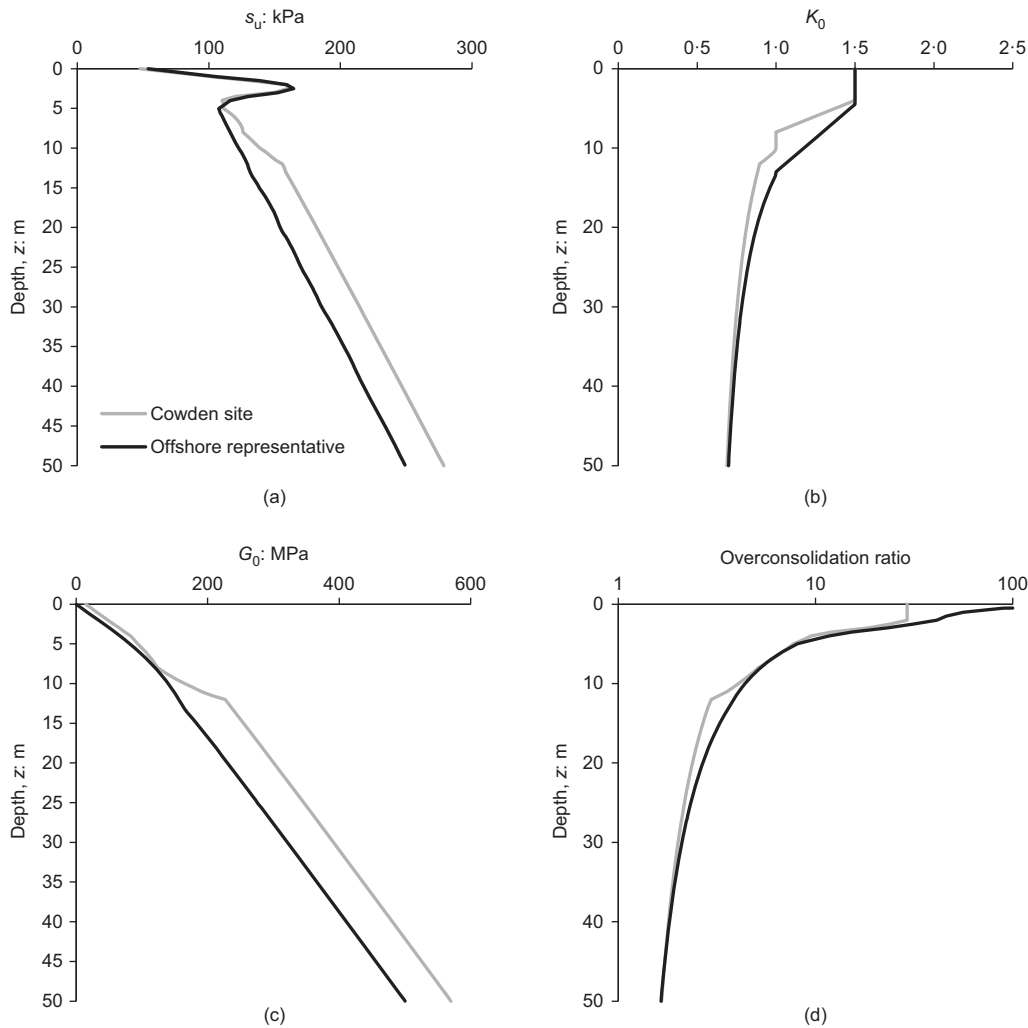 s_u: kPa
0 100 200 300
0
5
10
15
20
25
30
35
40
45
50
Depth, z: m
Cowden site
Offshore representative
(a)
K_0
0 0·5 1·0 1·5 2·0 2·5
0
10
20
30
40
50
Depth, z: m
(b)
G_0: MPa
0 200 400 600
0
5
10
15
20
25
30
35
40
45
50
Depth, z: m
(c)
Overconsolidation ratio
1 10 100
0
10
20
30
40
50
Depth, z: m
(d)